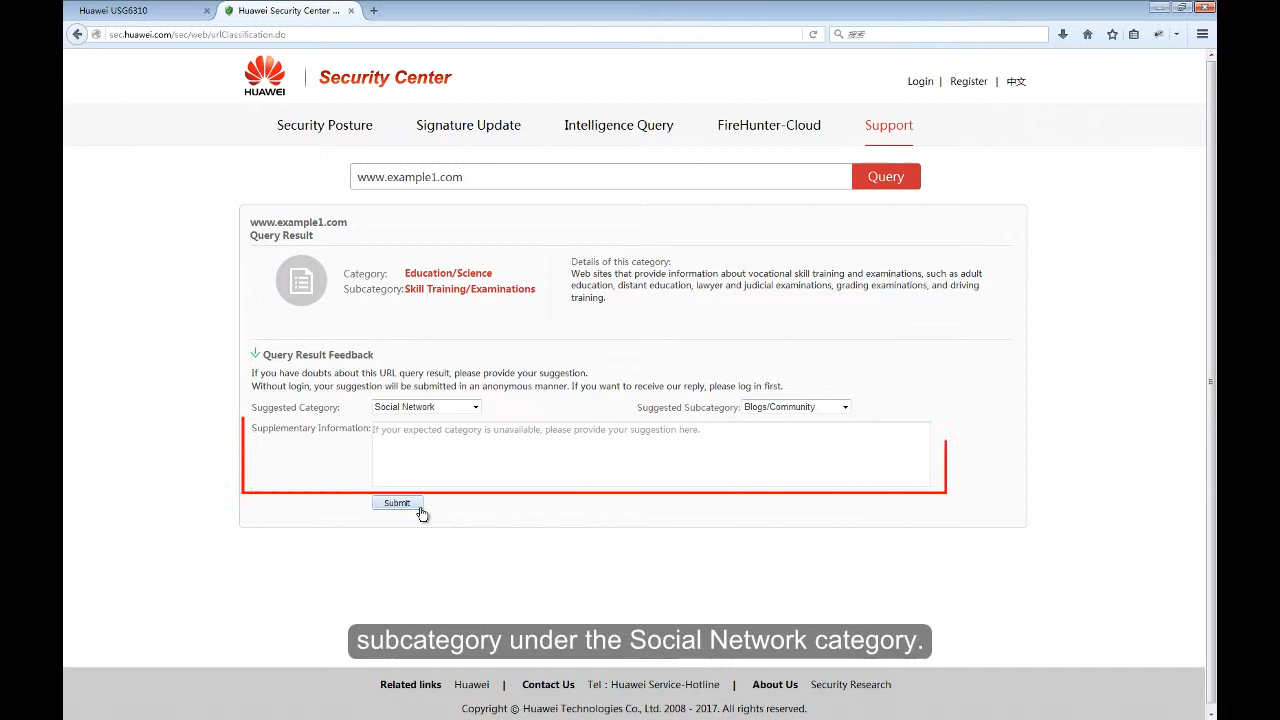 Huawei USG6310
Huawei Security Center ...
sec.huawei.com/sec/web/urlClassification.do
搜索
HUAWEI
Security Center
Login | Register | 中文
Security Posture
Signature Update
Intelligence Query
FireHunter-Cloud
Support
www.example1.com
Query
www.example1.com
Query Result
Category: Education/Science
Subcategory: Skill Training/Examinations
Details of this category:
Web sites that provide information about vocational skill training and examinations, such as adult
education, distant education, lawyer and judicial examinations, grading examinations, and driving
training.
Query Result Feedback
If you have doubts about this URL query result, please provide your suggestion.
Without login, your suggestion will be submitted in an anonymous manner. If you want to receive our reply, please log in first.
Suggested Category: Social Network
Suggested Subcategory: Blogs/Community
Supplementary Information: If your expected category is unavailable, please provide your suggestion here.
Submit
subcategory under the Social Network category.
Related links Huawei | Contact Us Tel : Huawei Service-Hotline | About Us Security Research
Copyright © Huawei Technologies Co., Ltd. 2008 - 2017. All rights reserved.